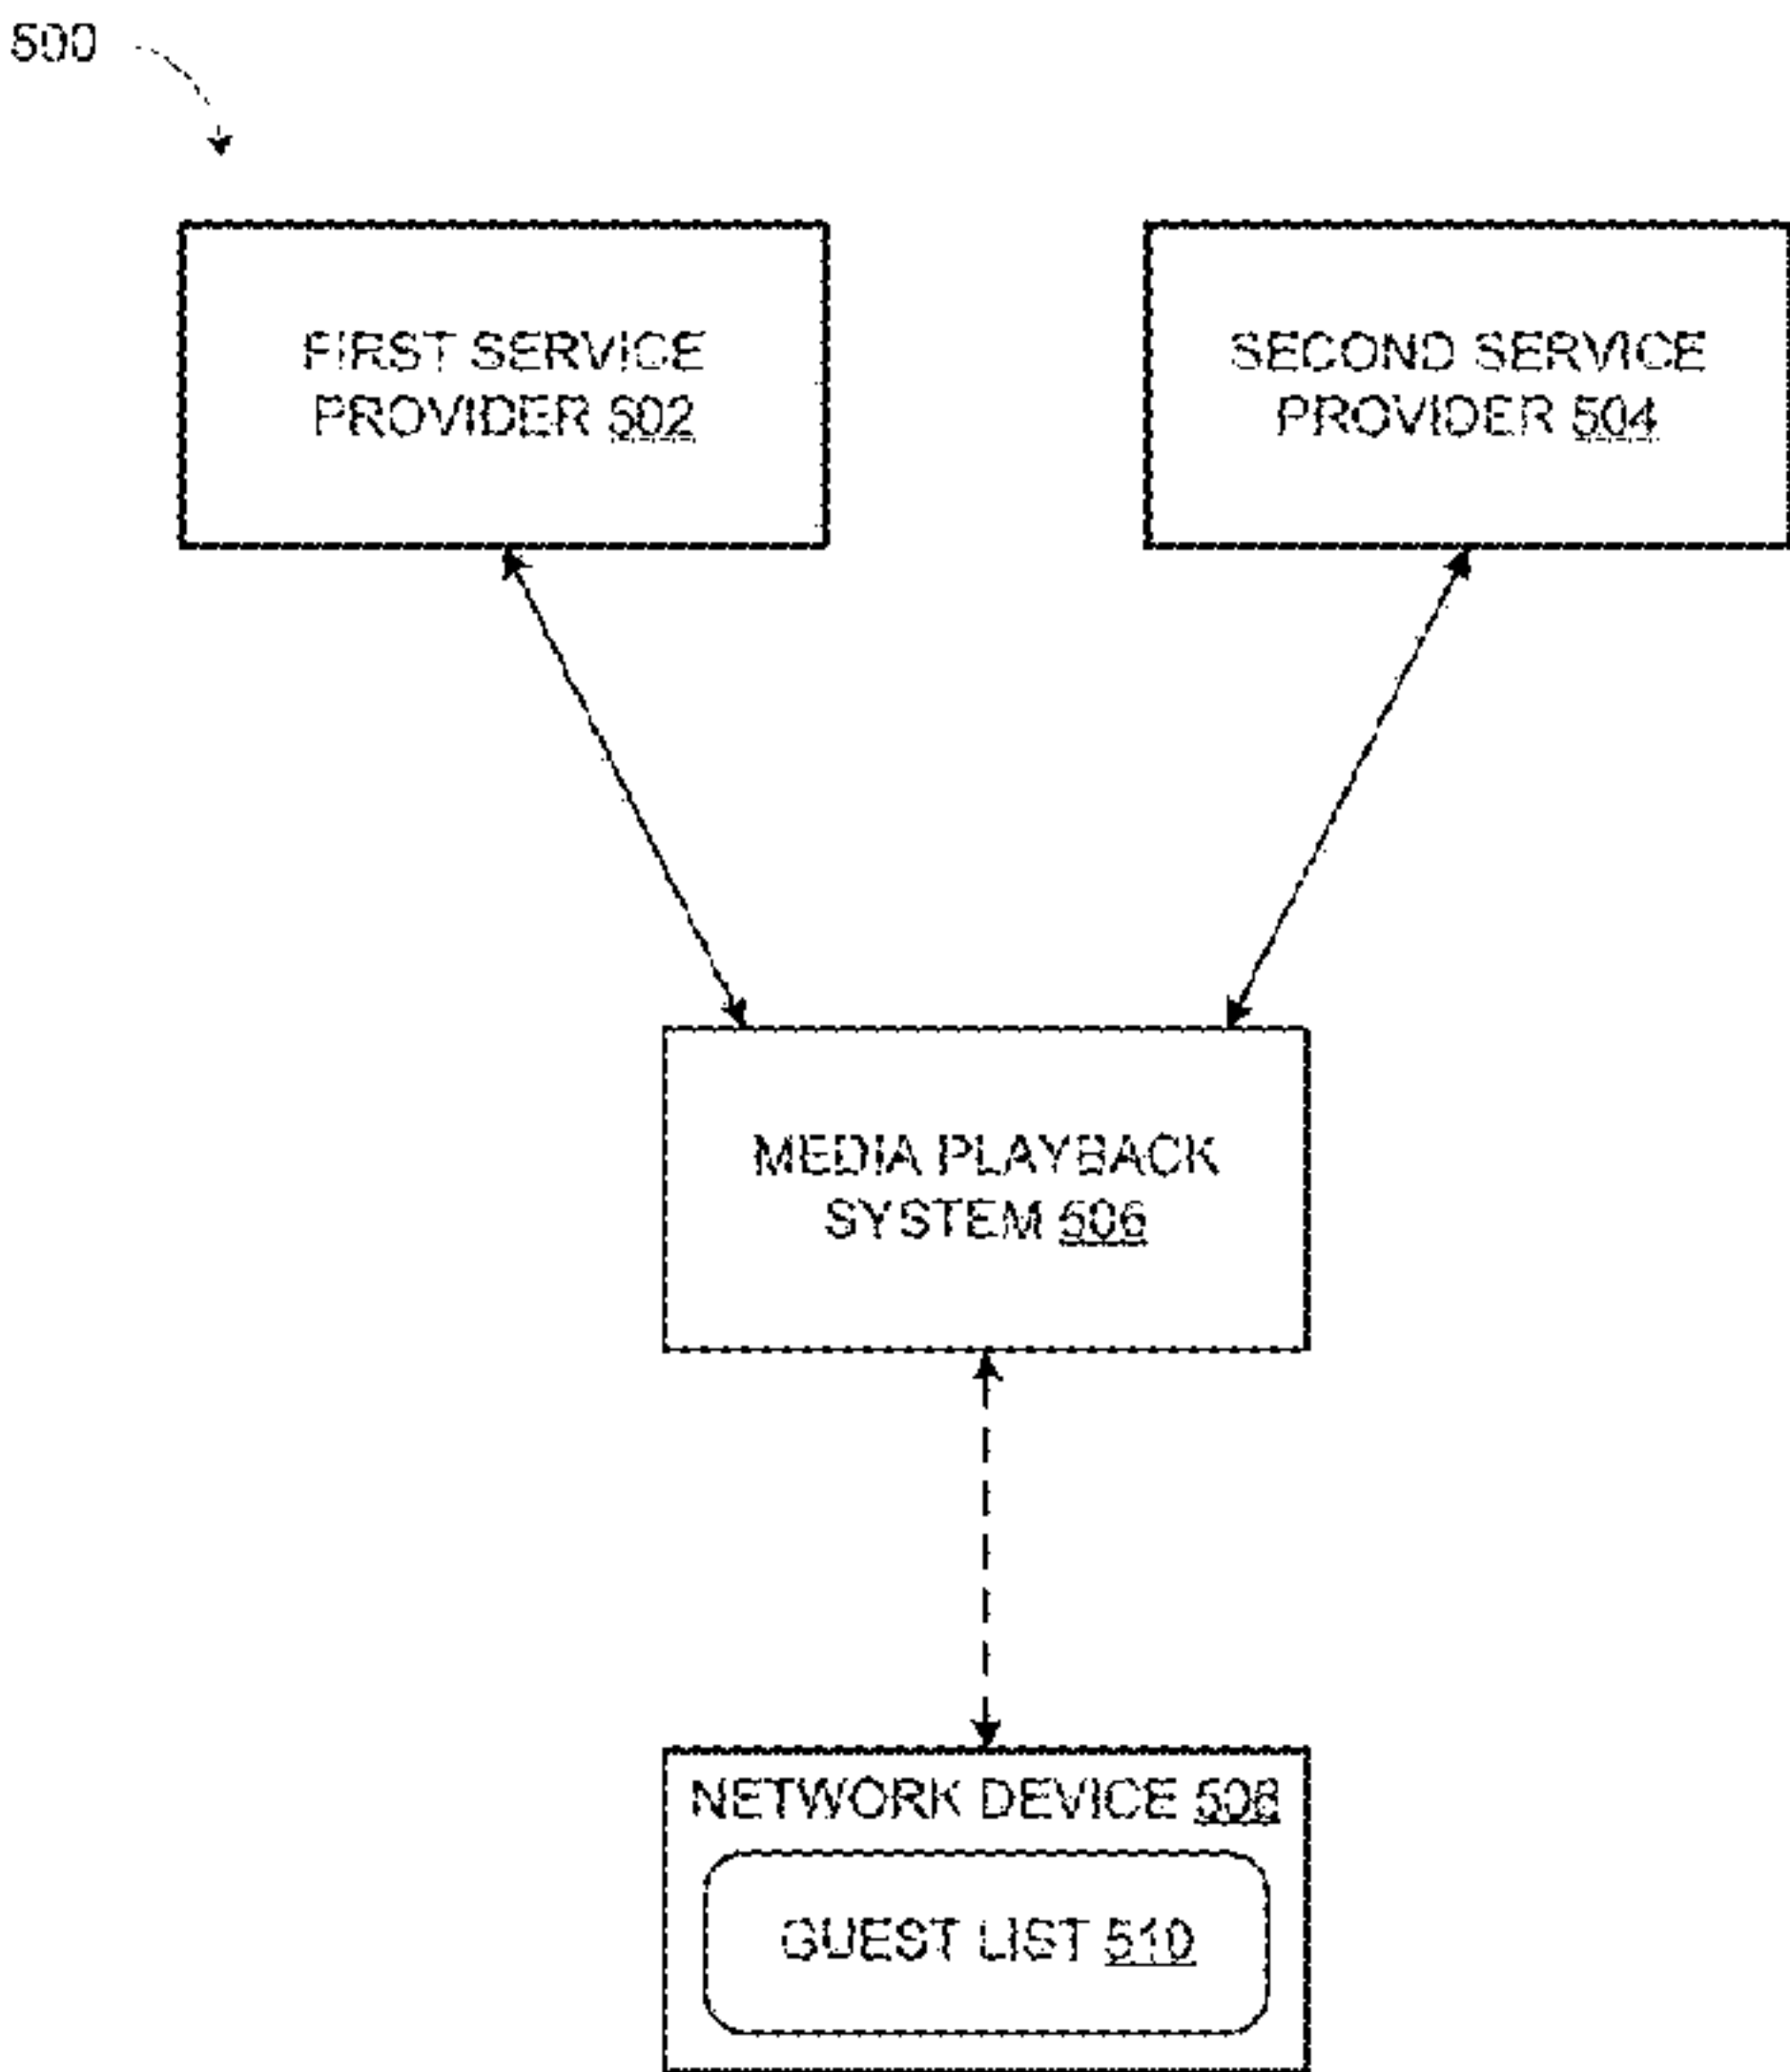 500
FIRST SERVICE
PROVIDER 502
SECOND SERVICE
PROVIDER 504
MEDIA PLAYBACK
SYSTEM 506
NETWORK DEVICE 508
GUEST LIST 510